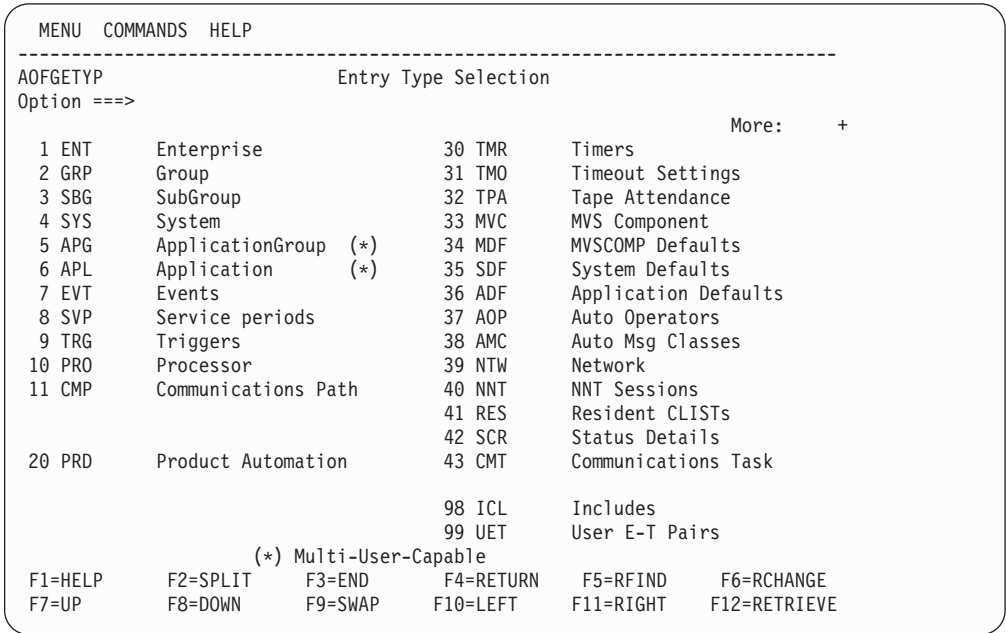 MENU COMMANDS HELP
-------------------------------------------------------------------------------
AOFGETYP Entry Type Selection
Option ===>
More: +
1 ENT Enterprise 30 TMR Timers
2 GRP Group 31 TMO Timeout Settings
3 SBG SubGroup 32 TPA Tape Attendance
4 SYS System 33 MVC MVS Component
5 APG ApplicationGroup (*) 34 MDF MVSCOMP Defaults
6 APL Application (*) 35 SDF System Defaults
7 EVT Events 36 ADF Application Defaults
8 SVP Service periods 37 AOP Auto Operators
9 TRG Triggers 38 AMC Auto Msg Classes
10 PRO Processor 39 NTW Network
11 CMP Communications Path 40 NNT NNT Sessions
41 RES Resident CLISTs
42 SCR Status Details
20 PRD Product Automation 43 CMT Communications Task
98 ICL Includes
99 UET User E-T Pairs
(*) Multi-User-Capable
F1=HELP F2=SPLIT F3=END F4=RETURN F5=RFIND F6=RCHANGE
F7=UP F8=DOWN F9=SWAP F10=LEFT F11=RIGHT F12=RETRIEVE